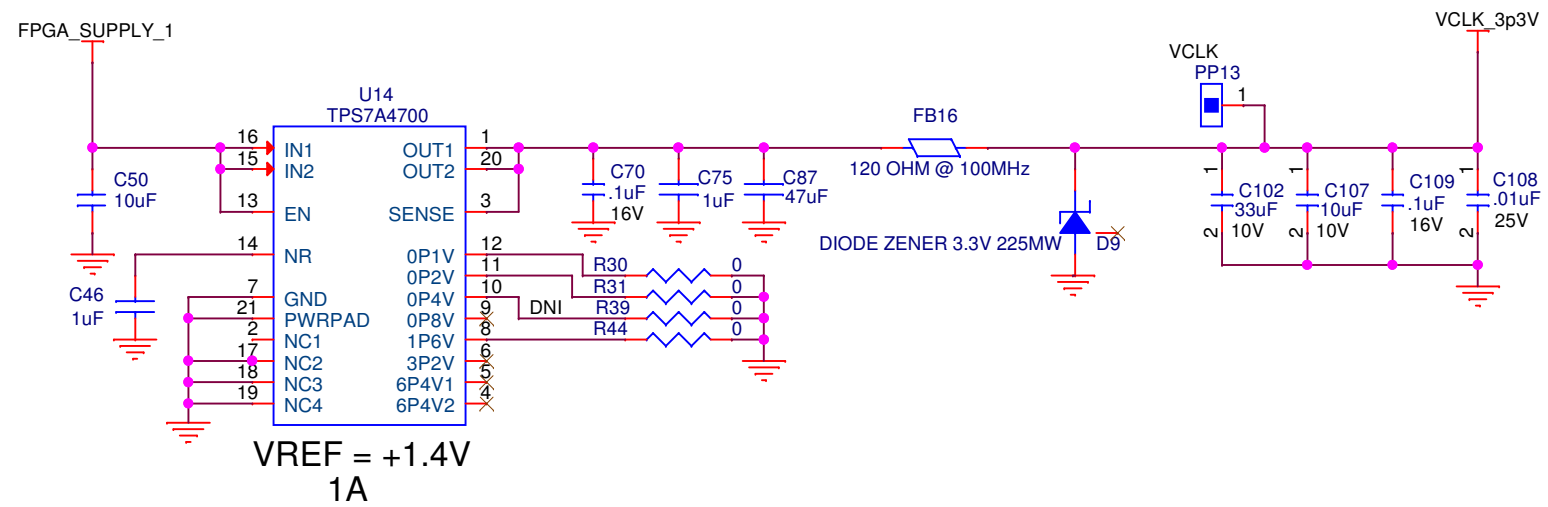 FPGA_SUPPLY_1
VCLK_3p3V
VCLK
PP13
1
U14
TPS7A4700
FB16
120 OHM @ 100MHz
16 IN1 OUT1 1
15 IN2 OUT2 20
13 EN SENSE 3
14 NR 0P1V 12
0P2V 11
7 GND 0P4V 10
21 PWRPAD 0P8V 9
2 NC1 1P6V 8
17 NC2 3P2V 6
18 NC3 6P4V1 5
19 NC4 6P4V2 4
C50
10uF
C46
1uF
C70
.1uF
16V
C75
1uF
C87
47uF
R30 0
R31 0
DNI R39 0
R44 0
DIODE ZENER 3.3V 225MW D9
1 C102
33uF
2 10V
1 C107
10uF
2 10V
1 C109
.1uF
2 16V
1 C108
.01uF
2 25V
VREF = +1.4V
1A